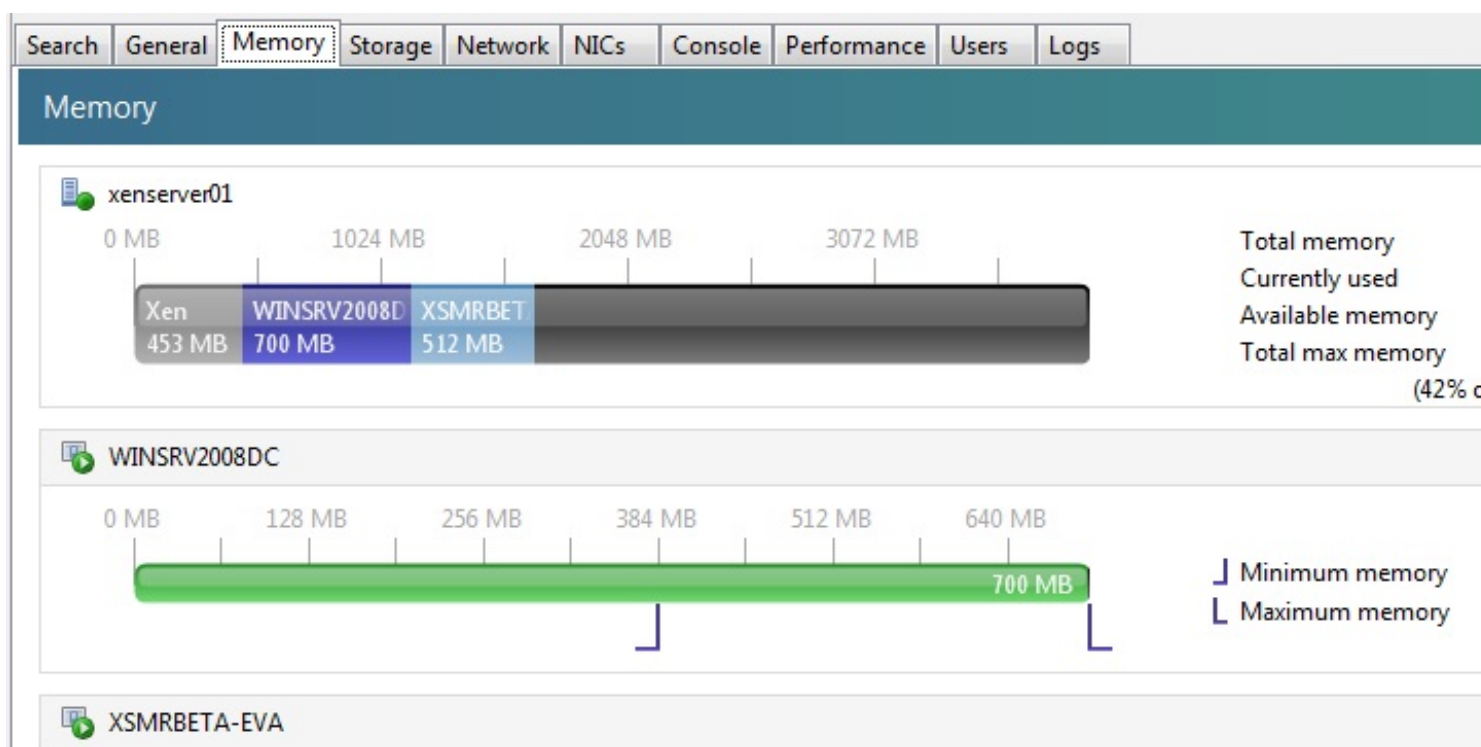 Search General Memory Storage Network NICs Console Performance Users Logs
Memory
xenserver01
0 MB 1024 MB 2048 MB 3072 MB
Total memory
Currently used
Available memory
Total max memory
(42%
Xen WINSRV2008D XSMRBET
453 MB 700 MB 512 MB
WINSRV2008DC
0 MB 128 MB 256 MB 384 MB 512 MB 640 MB
700 MB
Minimum memory
Maximum memory
XSMRBETA-EVA